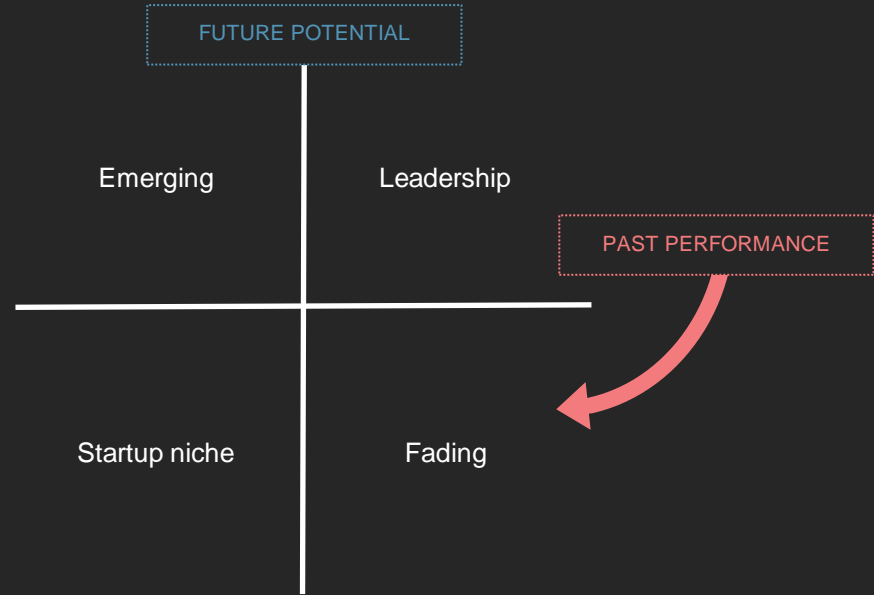 FUTURE POTENTIAL
Emerging
Leadership
PAST PERFORMANCE
Startup niche
Fading